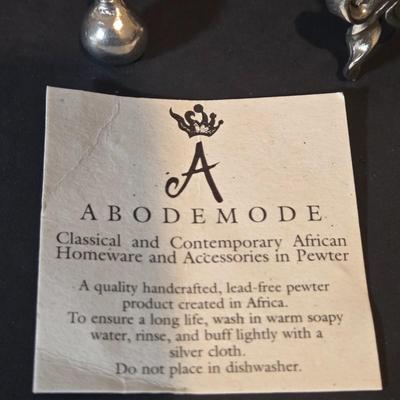 A
ABODEMODE
Classical and Contemporary African
Homeware and Accessories in Pewter
A quality handcrafted, lead-free pewter
product created in Africa.
To ensure a long life, wash in warm soapy
water, rinse, and buff lightly with a
silver cloth.
Do not place in dishwasher.